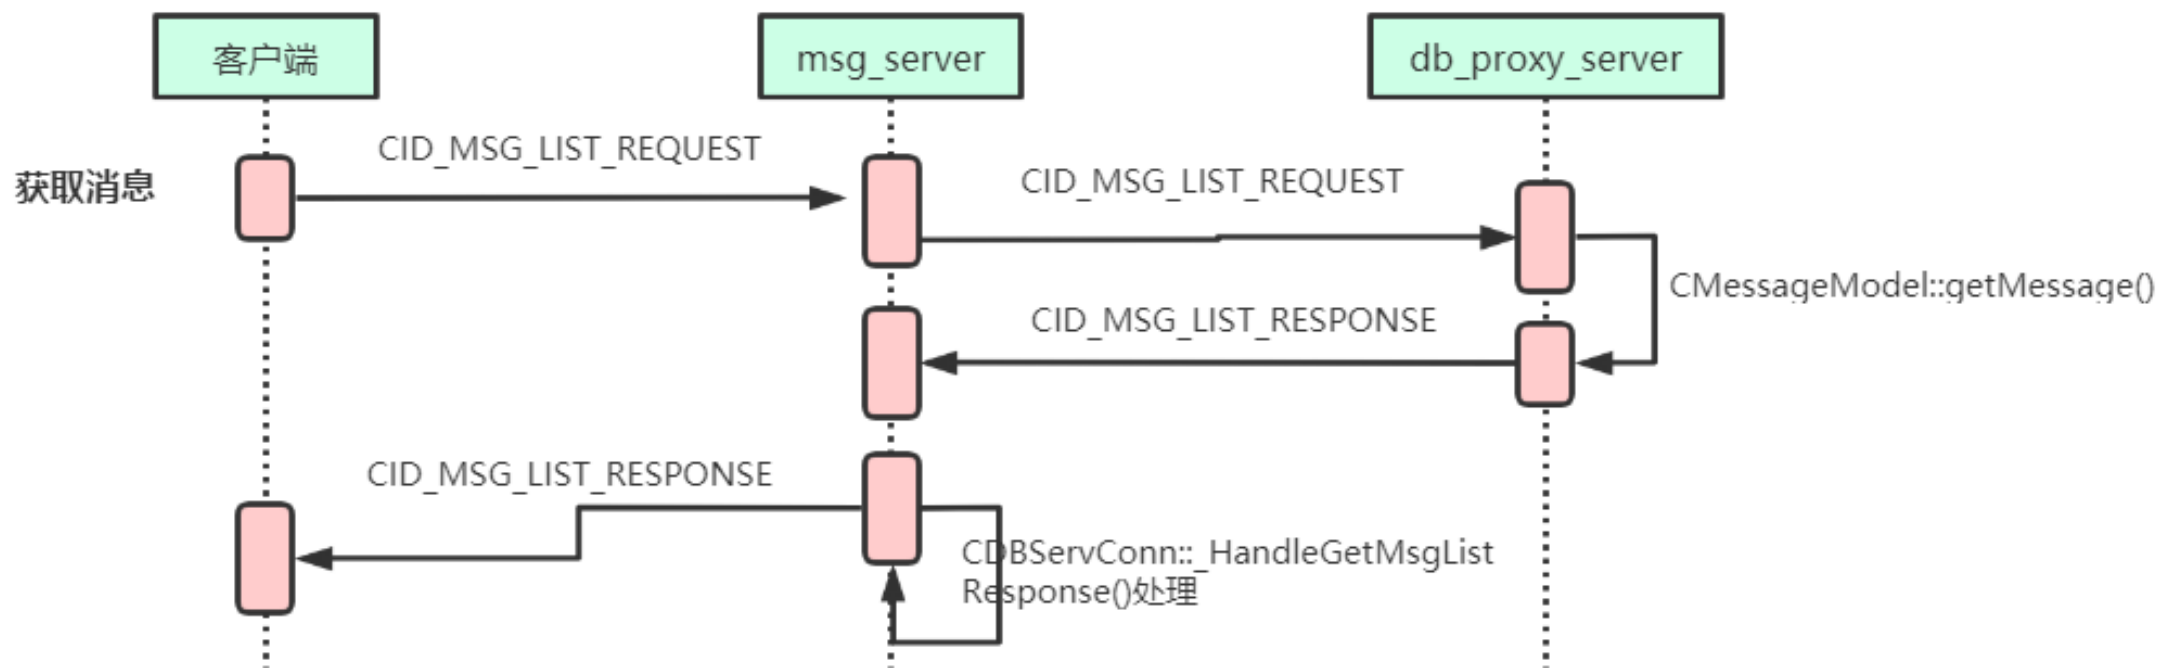 客户端
msg_server
db_proxy_server
获取消息
CID_MSG_LIST_REQUEST
CID_MSG_LIST_REQUEST
CMessageModel::getMessage()
CID_MSG_LIST_RESPONSE
CID_MSG_LIST_RESPONSE
CDBServConn::_HandleGetMsgList
Response()处理